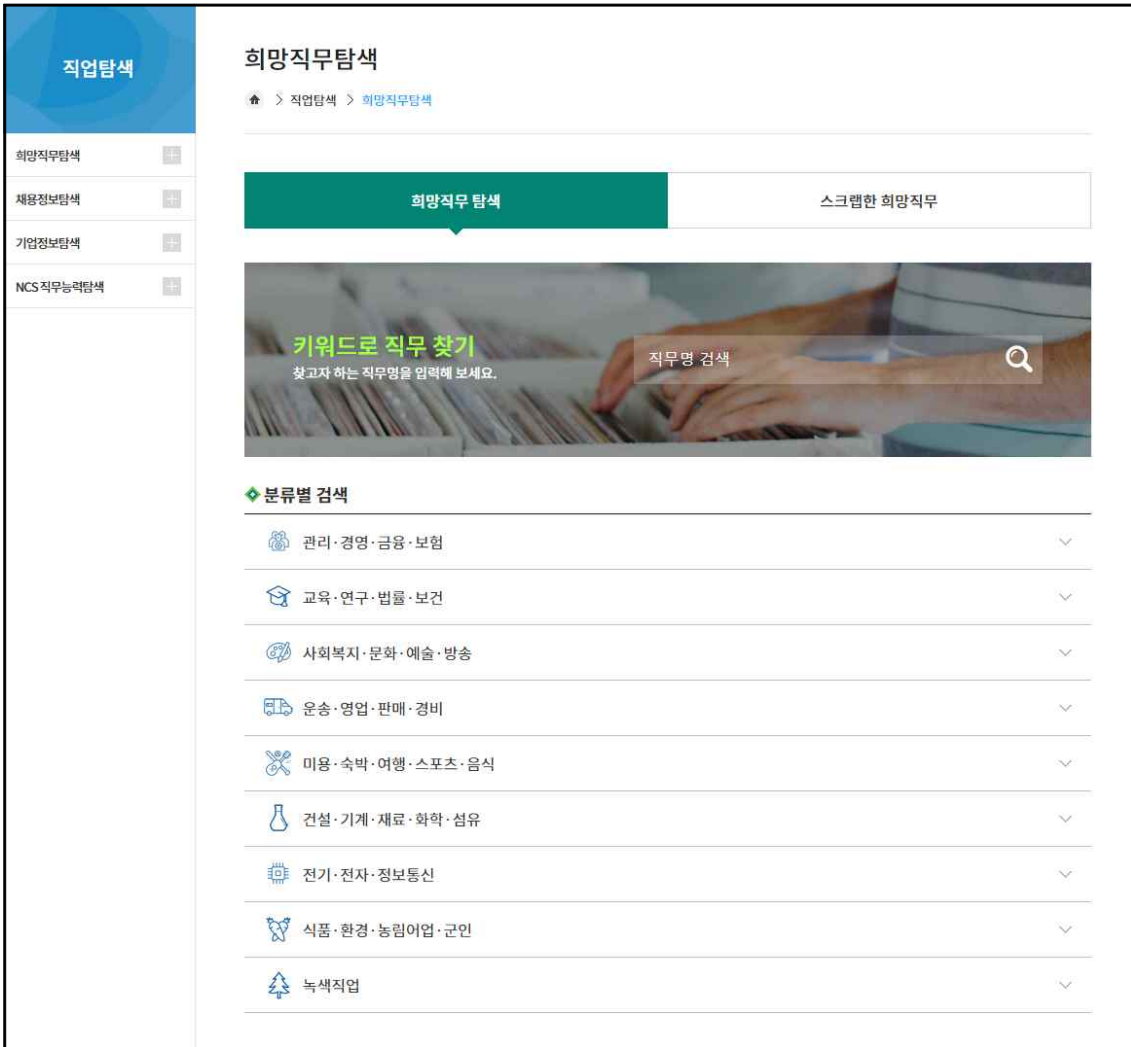 직업탐색
희망직무탐색
채용정보탐색
기업정보탐색
NCS 직무능력탐색
희망직무탐색
> 직업탐색 > 희망직무탐색
희망직무 탐색
스크랩한 희망직무
키워드로 직무 찾기
찾고자 하는 직무명을 입력해 보세요.
직무명 검색
분류별 검색
관리·경영·금융·보험
교육·연구·법률·보건
사회복지·문화·예술·방송
운송·영업·판매·경비
미용·숙박·여행·스포츠·음식
건설·기계·재료·화학·섬유
전기·전자·정보통신
식품·환경·농림어업·군인
녹색직업